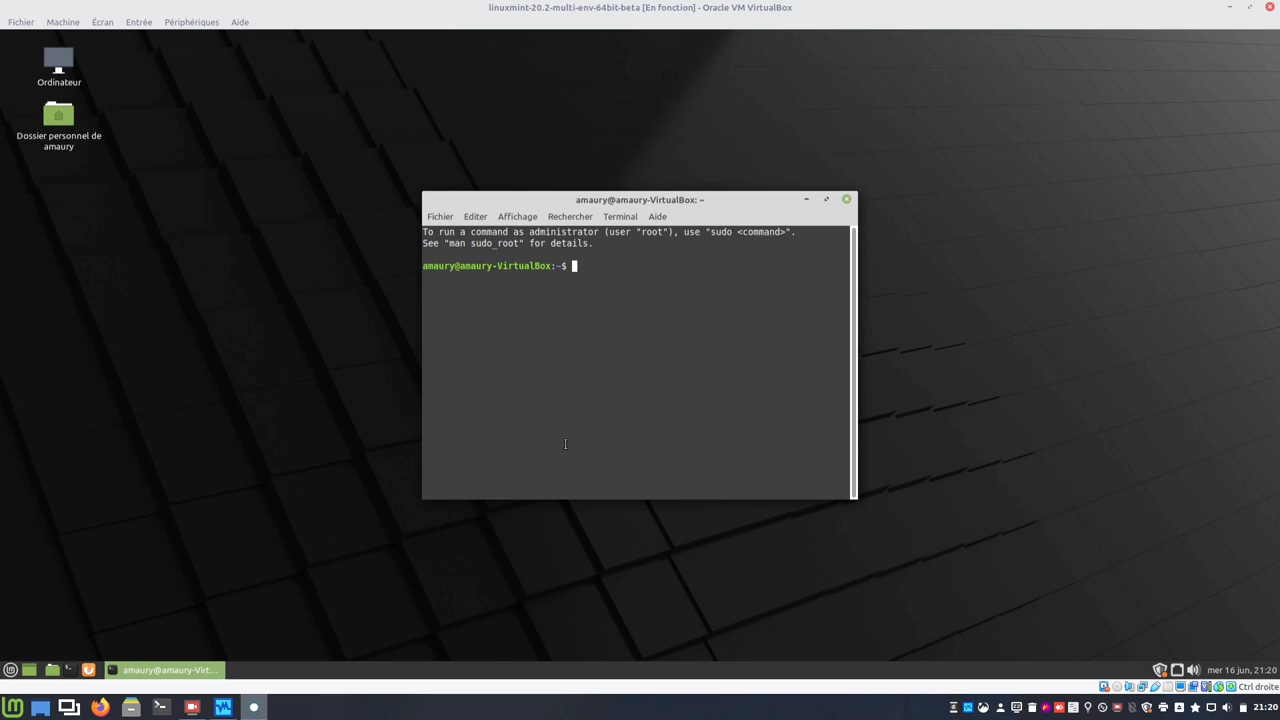 linuxmint-20.2-multi-env-64bit-beta [En fonction] - Oracle VM VirtualBox
Fichier Machine Écran Entrée Périphériques Aide
Ordinateur
Dossier personnel de
amaury
amaury@amaury-VirtualBox: ~
Fichier Editer Affichage Rechercher Terminal Aide
To run a command as administrator (user "root"), use "sudo <command>".
See "man sudo_root" for details.
amaury@amaury-VirtualBox:~$
amaury@amaury-Virt...
mer 16 jun, 21:20
Ctrl droite
21:20